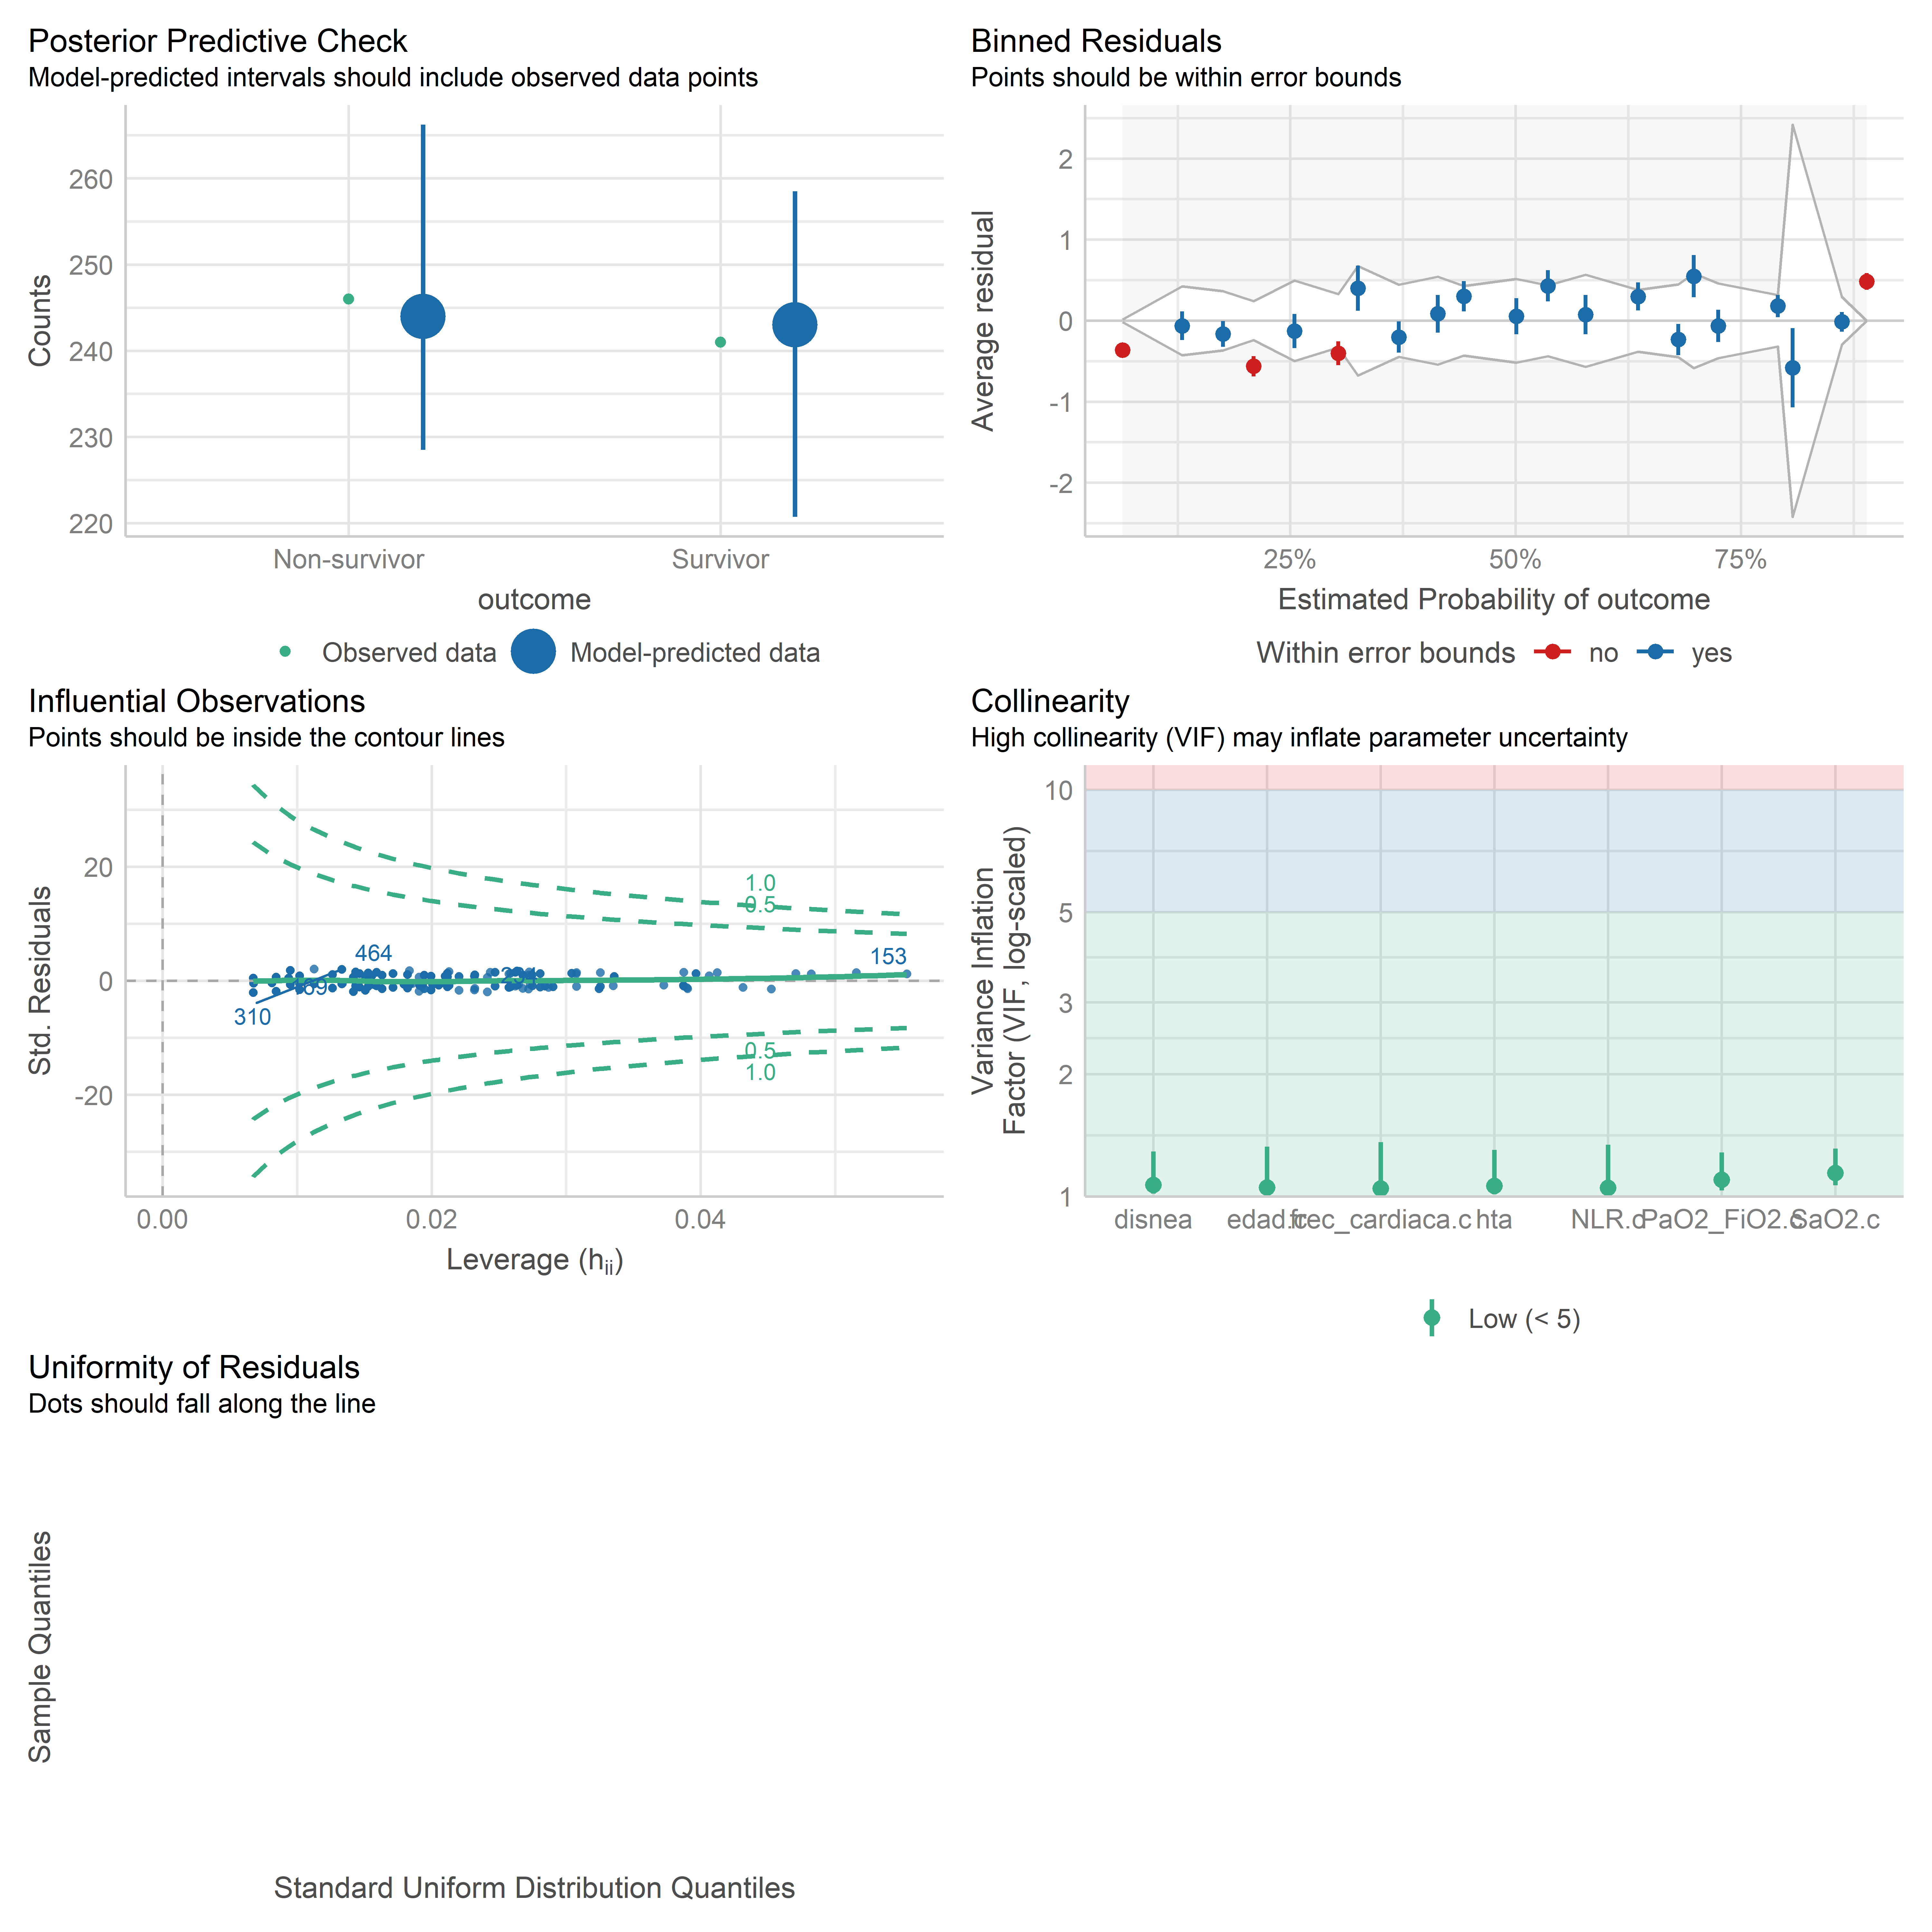 Posterior Predictive Check
Model-predicted intervals should include observed data points
Counts
260
250
240
230
220
Non-survivor
Survivor
outcome
Observed data
Model-predicted data
Binned Residuals
Points should be within error bounds
Average residual
2
1
0
-1
-2
25%
50%
75%
Estimated Probability of outcome
Within error bounds
no
yes
Influential Observations
Points should be inside the contour lines
Std. Residuals
20
0
-20
1.0
0.5
464
153
310
0.5
1.0
0.00
0.02
0.04
Leverage (hii)
Collinearity
High collinearity (VIF) may inflate parameter uncertainty
Variance Inflation
Factor (VIF, log-scaled)
10
5
3
2
1
disnea
edad.c
frec_cardiaca.c
hta
NLR.c
PaO2_FiO2.c
SaO2.c
Low (< 5)
Uniformity of Residuals
Dots should fall along the line
Sample Quantiles
Standard Uniform Distribution Quantiles